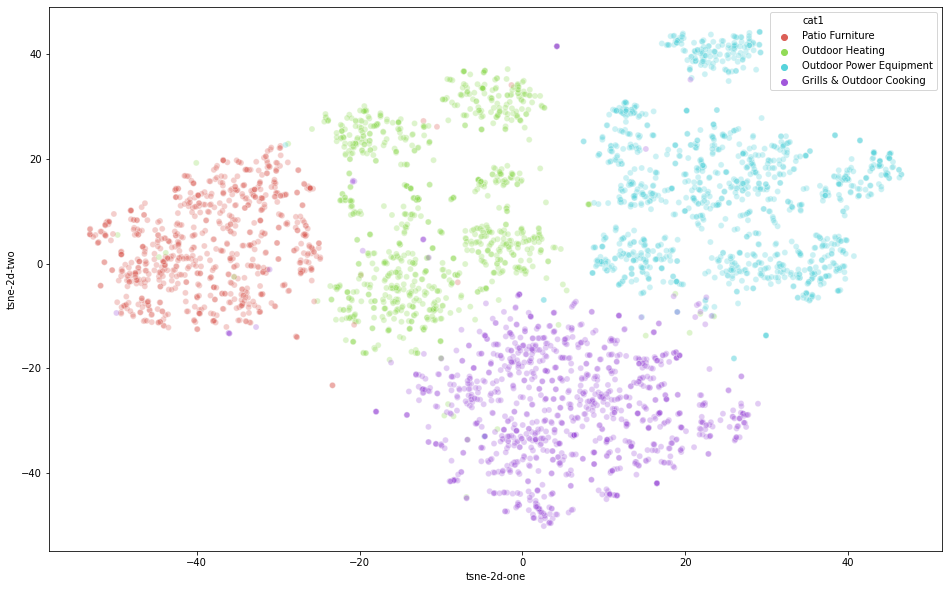 cat1
Patio Furniture
Outdoor Heating
Outdoor Power Equipment
Grills & Outdoor Cooking
40
20
0
−20
−40
tsne-2d-two
−40 −20 0 20 40
tsne-2d-one